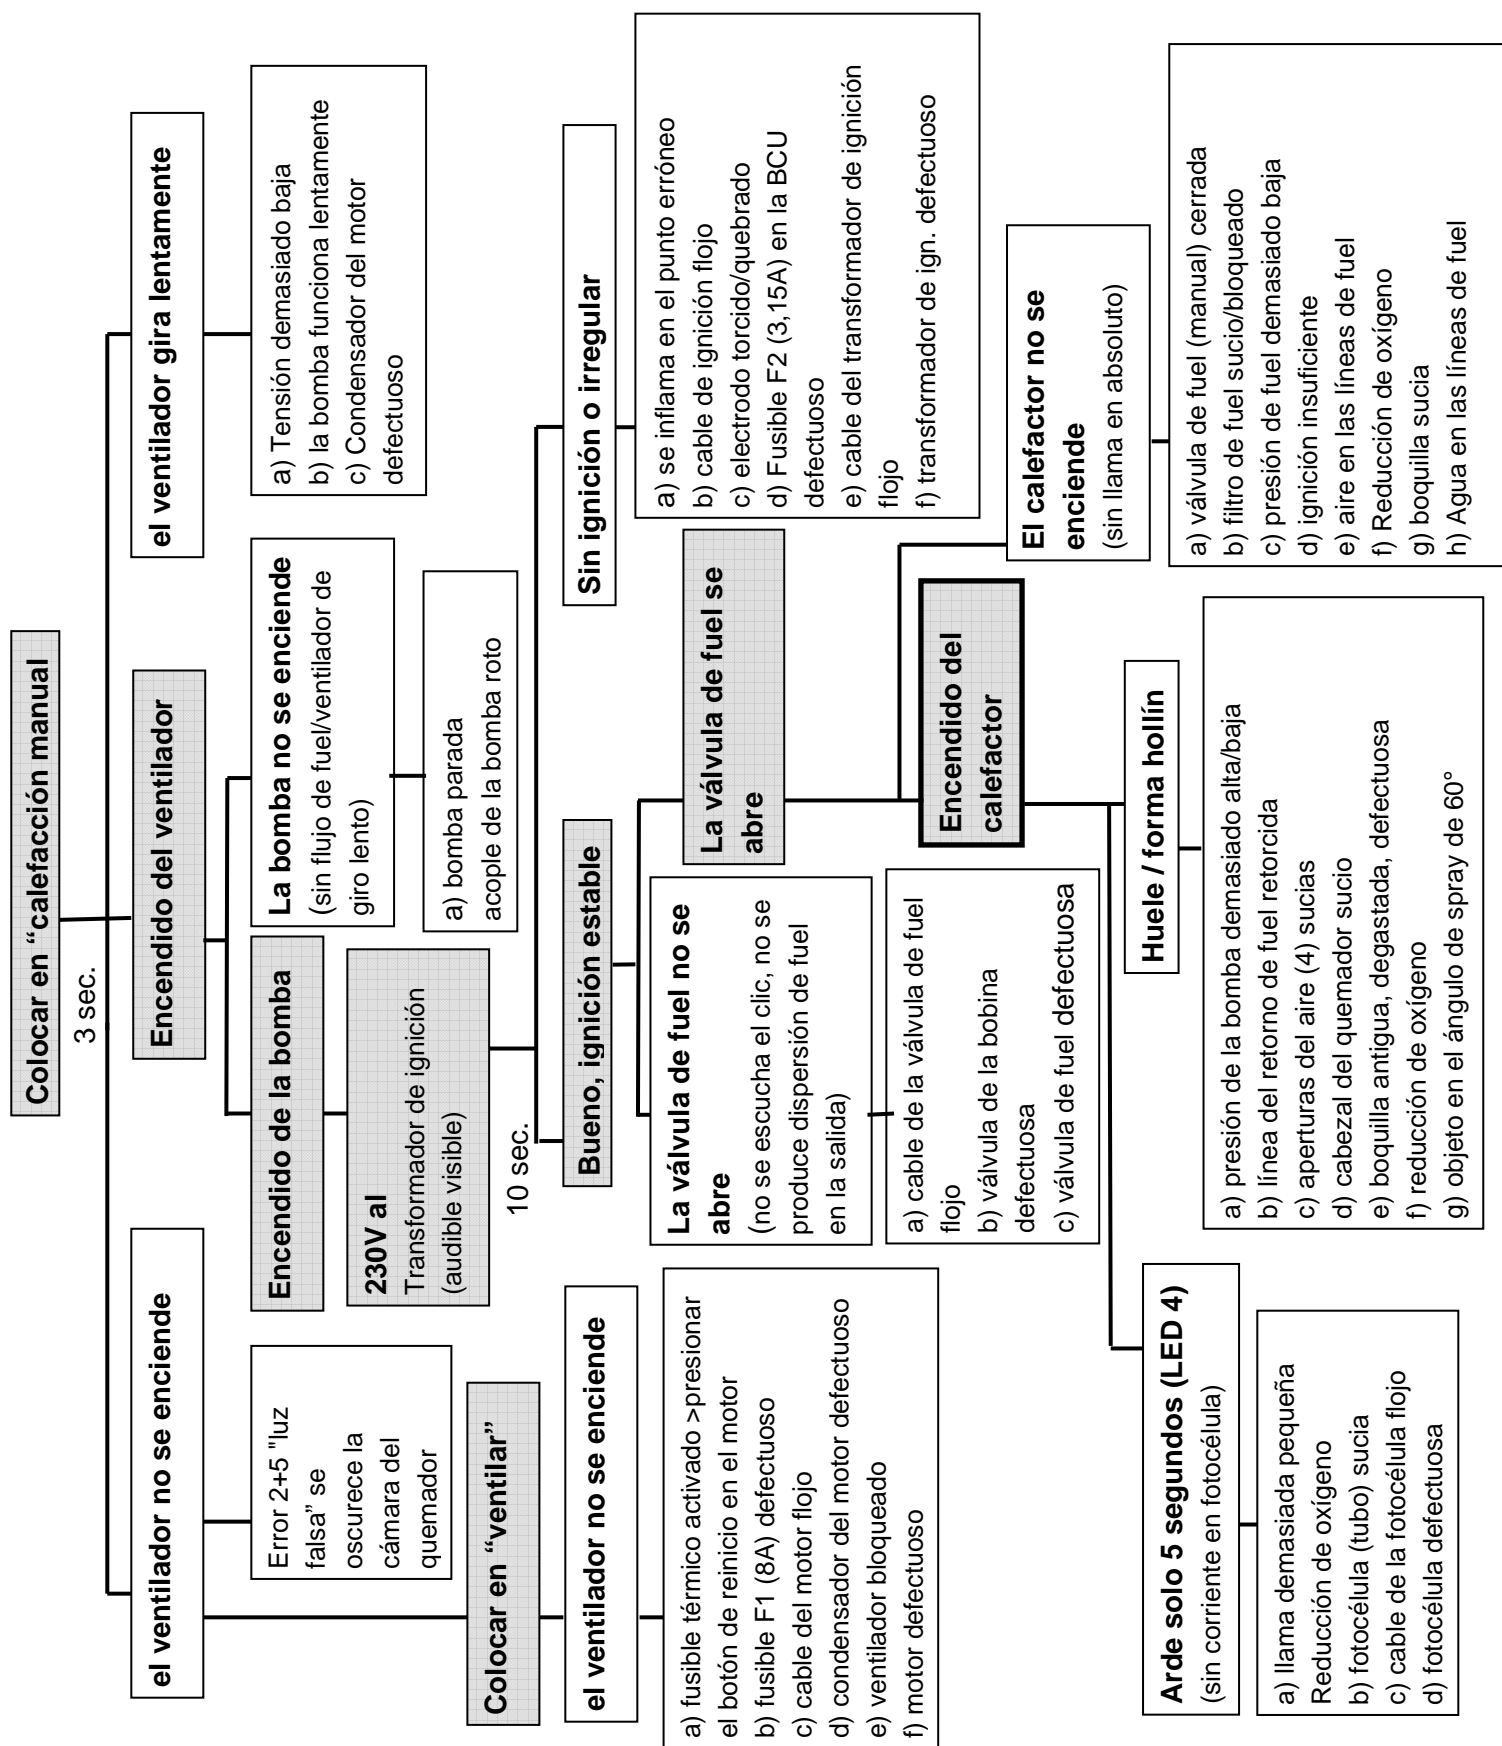 Colocar en “calefacción manual
3 sec.
el ventilador no se enciende
Encendido del ventilador
el ventilador gira lentamente
Error 2+5 "luz
falsa” se
oscurece la
cámara del
quemador
Encendido de la bomba
La bomba no se enciende
(sin flujo de fuel/ventilador de
giro lento)
a) Tensión demasiado baja
b) la bomba funciona lentamente
c) Condensador del motor
defectuoso
230V al
Transformador de ignición
(audible visible)
a) bomba parada
acople de la bomba roto
10 sec.
Colocar en “ventilar”
el ventilador no se enciende
Bueno, ignición estable
Sin ignición o irregular
a) fusible térmico activado >presionar
el botón de reinicio en el motor
b) fusible F1 (8A) defectuoso
c) cable del motor flojo
d) condensador del motor defectuoso
e) ventilador bloqueado
f) motor defectuoso
La válvula de fuel no se
abre
(no se escucha el clic, no se
produce dispersión de fuel
en la salida)
La válvula de fuel se
abre
a) se inflama en el punto erróneo
b) cable de ignición flojo
c) electrodo torcido/quebrado
d) Fusible F2 (3,15A) en la BCU
defectuoso
e) cable del transformador de ignición
flojo
f) transformador de ign. defectuoso
a) cable de la válvula de fuel
flojo
b) válvula de la bobina
defectuosa
c) válvula de fuel defectuosa
Encendido del
calefactor
El calefactor no se
enciende
(sin llama en absoluto)
Arde solo 5 segundos (LED 4)
(sin corriente en fotocélula)
Huele / forma hollín
a) llama demasiada pequeña
Reducción de oxígeno
b) fotocélula (tubo) sucia
c) cable de la fotocélula flojo
d) fotocélula defectuosa
a) presión de la bomba demasiado alta/baja
b) línea del retorno de fuel retorcida
c) aperturas del aire (4) sucias
d) cabezal del quemador sucio
e) boquilla antigua, degastada, defectuosa
f) reducción de oxígeno
g) objeto en el ángulo de spray de 60°
a) válvula de fuel (manual) cerrada
b) filtro de fuel sucio/bloqueado
c) presión de fuel demasiado baja
d) ignición insuficiente
e) aire en las líneas de fuel
f) Reducción de oxígeno
g) boquilla sucia
h) Agua en las líneas de fuel